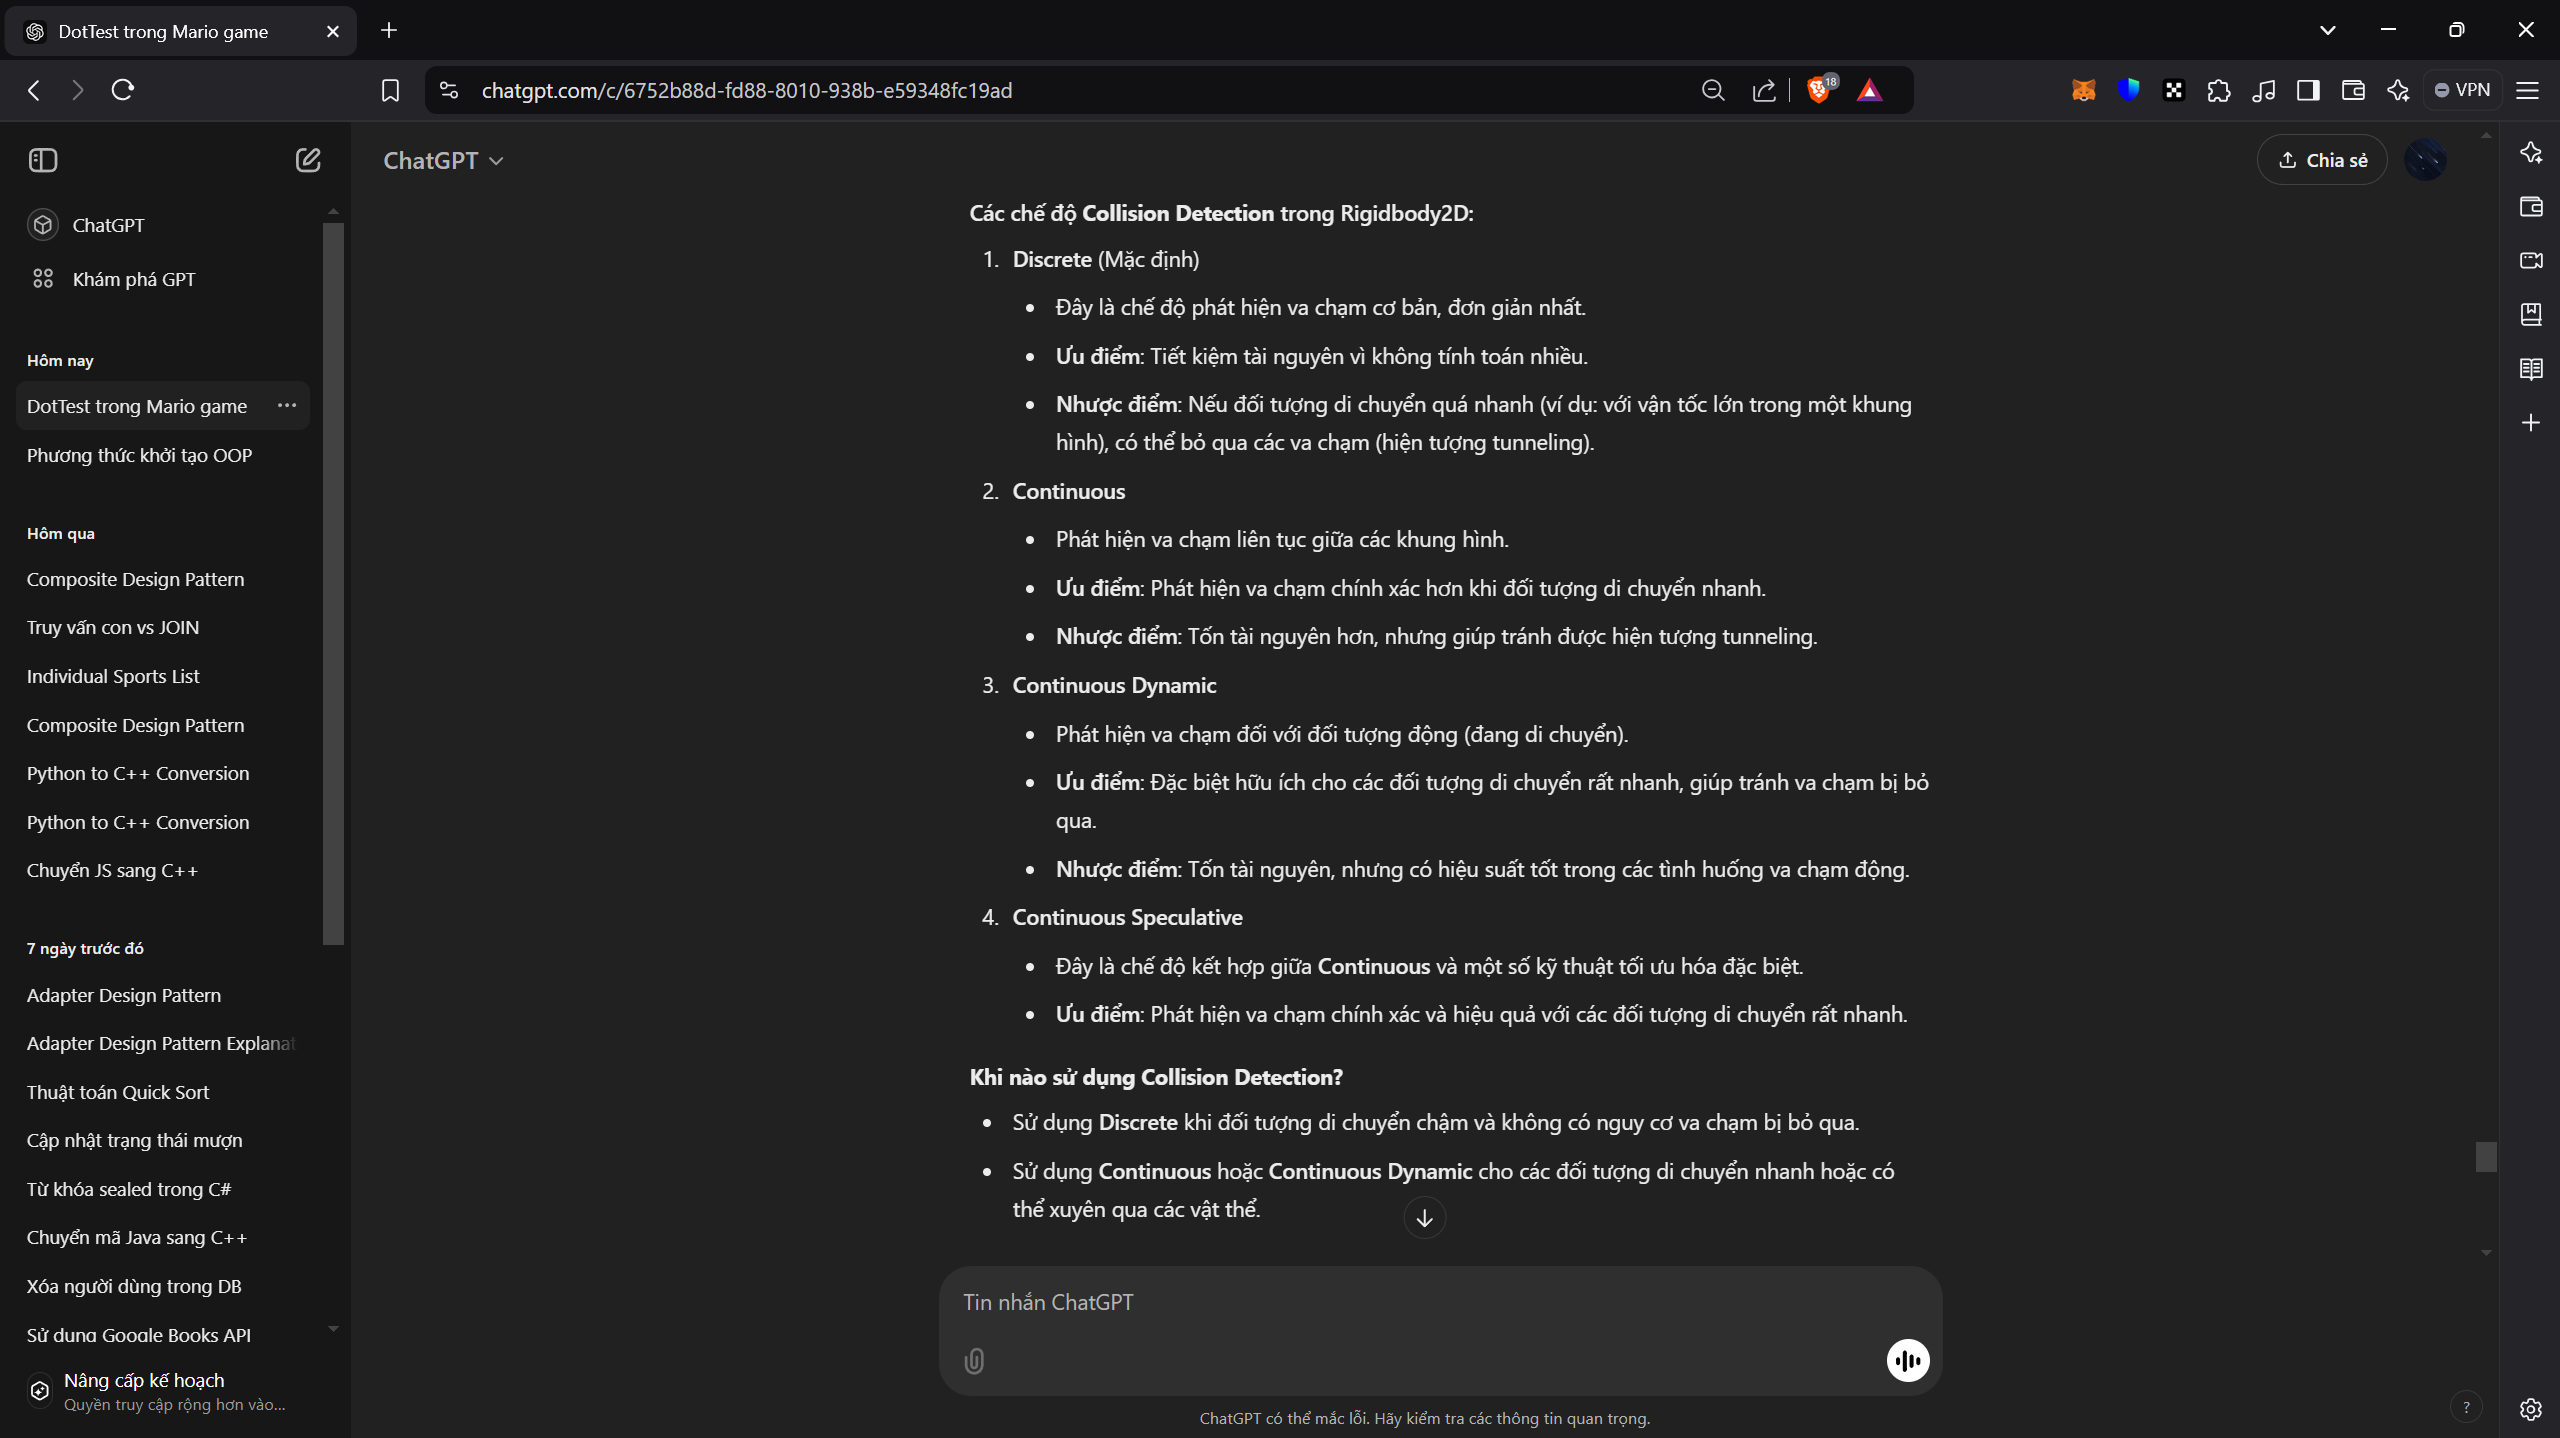 DotTest trong Mario game
chatgpt.com/c/6752b88d-fd88-8010-938b-e59348fc19ad
18
VPN
ChatGPT
Chia sẻ
ChatGPT
Khám phá GPT
Hôm nay
DotTest trong Mario game
Phương thức khởi tạo OOP
Hôm qua
Composite Design Pattern
Truy vấn con vs JOIN
Individual Sports List
Composite Design Pattern
Python to C++ Conversion
Python to C++ Conversion
Chuyển JS sang C++
7 ngày trước đó
Adapter Design Pattern
Adapter Design Pattern Explanat
Thuật toán Quick Sort
Cập nhật trạng thái mượn
Từ khóa sealed trong C#
Chuyển mã Java sang C++
Xóa người dùng trong DB
Sử dụng Google Books API
Nâng cấp kế hoạch
Quyền truy cập rộng hơn vào...
Các chế độ Collision Detection trong Rigidbody2D:
1. Discrete (Mặc định)
• Đây là chế độ phát hiện va chạm cơ bản, đơn giản nhất.
• Ưu điểm: Tiết kiệm tài nguyên vì không tính toán nhiều.
• Nhược điểm: Nếu đối tượng di chuyển quá nhanh (ví dụ: với vận tốc lớn trong một khung
hình), có thể bỏ qua các va chạm (hiện tượng tunneling).
2. Continuous
• Phát hiện va chạm liên tục giữa các khung hình.
• Ưu điểm: Phát hiện va chạm chính xác hơn khi đối tượng di chuyển nhanh.
• Nhược điểm: Tốn tài nguyên hơn, nhưng giúp tránh được hiện tượng tunneling.
3. Continuous Dynamic
• Phát hiện va chạm đối với đối tượng động (đang di chuyển).
• Ưu điểm: Đặc biệt hữu ích cho các đối tượng di chuyển rất nhanh, giúp tránh va chạm bị bỏ
qua.
• Nhược điểm: Tốn tài nguyên, nhưng có hiệu suất tốt trong các tình huống va chạm động.
4. Continuous Speculative
• Đây là chế độ kết hợp giữa Continuous và một số kỹ thuật tối ưu hóa đặc biệt.
• Ưu điểm: Phát hiện va chạm chính xác và hiệu quả với các đối tượng di chuyển rất nhanh.
Khi nào sử dụng Collision Detection?
• Sử dụng Discrete khi đối tượng di chuyển chậm và không có nguy cơ va chạm bị bỏ qua.
• Sử dụng Continuous hoặc Continuous Dynamic cho các đối tượng di chuyển nhanh hoặc có
thể xuyên qua các vật thể.
Tin nhắn ChatGPT
ChatGPT có thể mắc lỗi. Hãy kiểm tra các thông tin quan trọng.
?